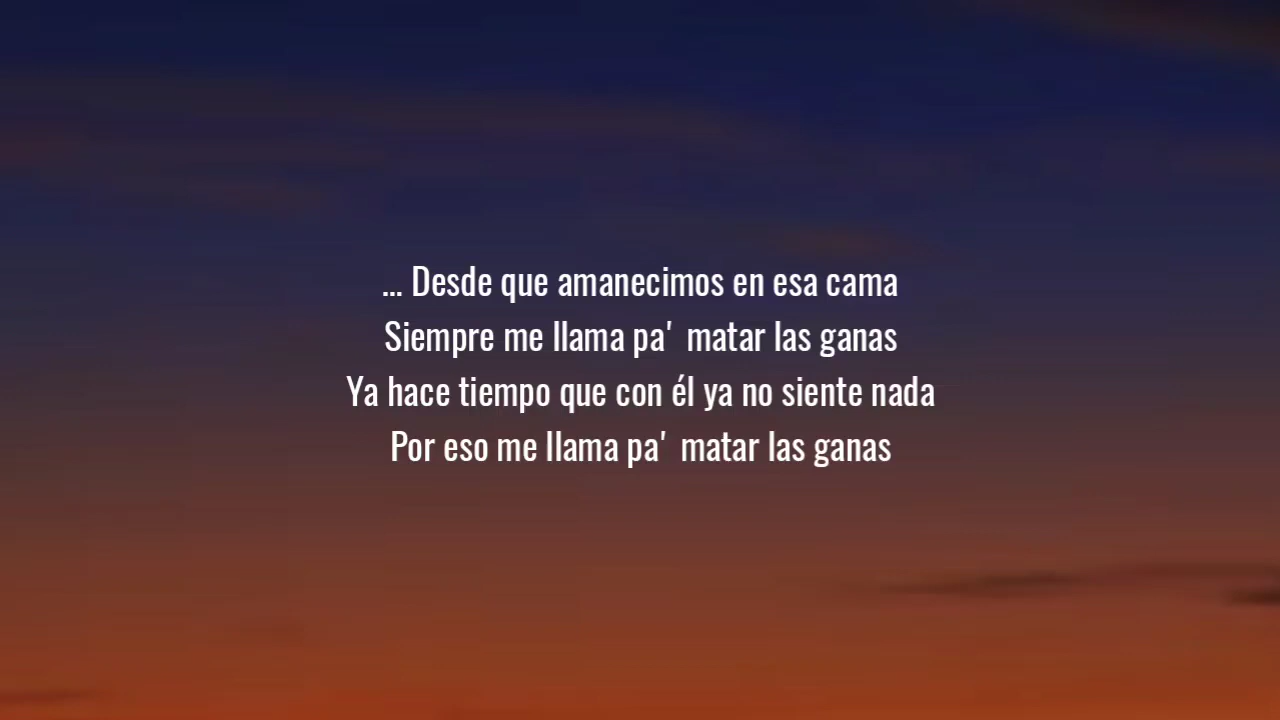 ... Desde que amanecimos en esa cama
Siempre me llama pa' matar las ganas
Ya hace tiempo que con él ya no siente nada
Por eso me llama pa' matar las ganas